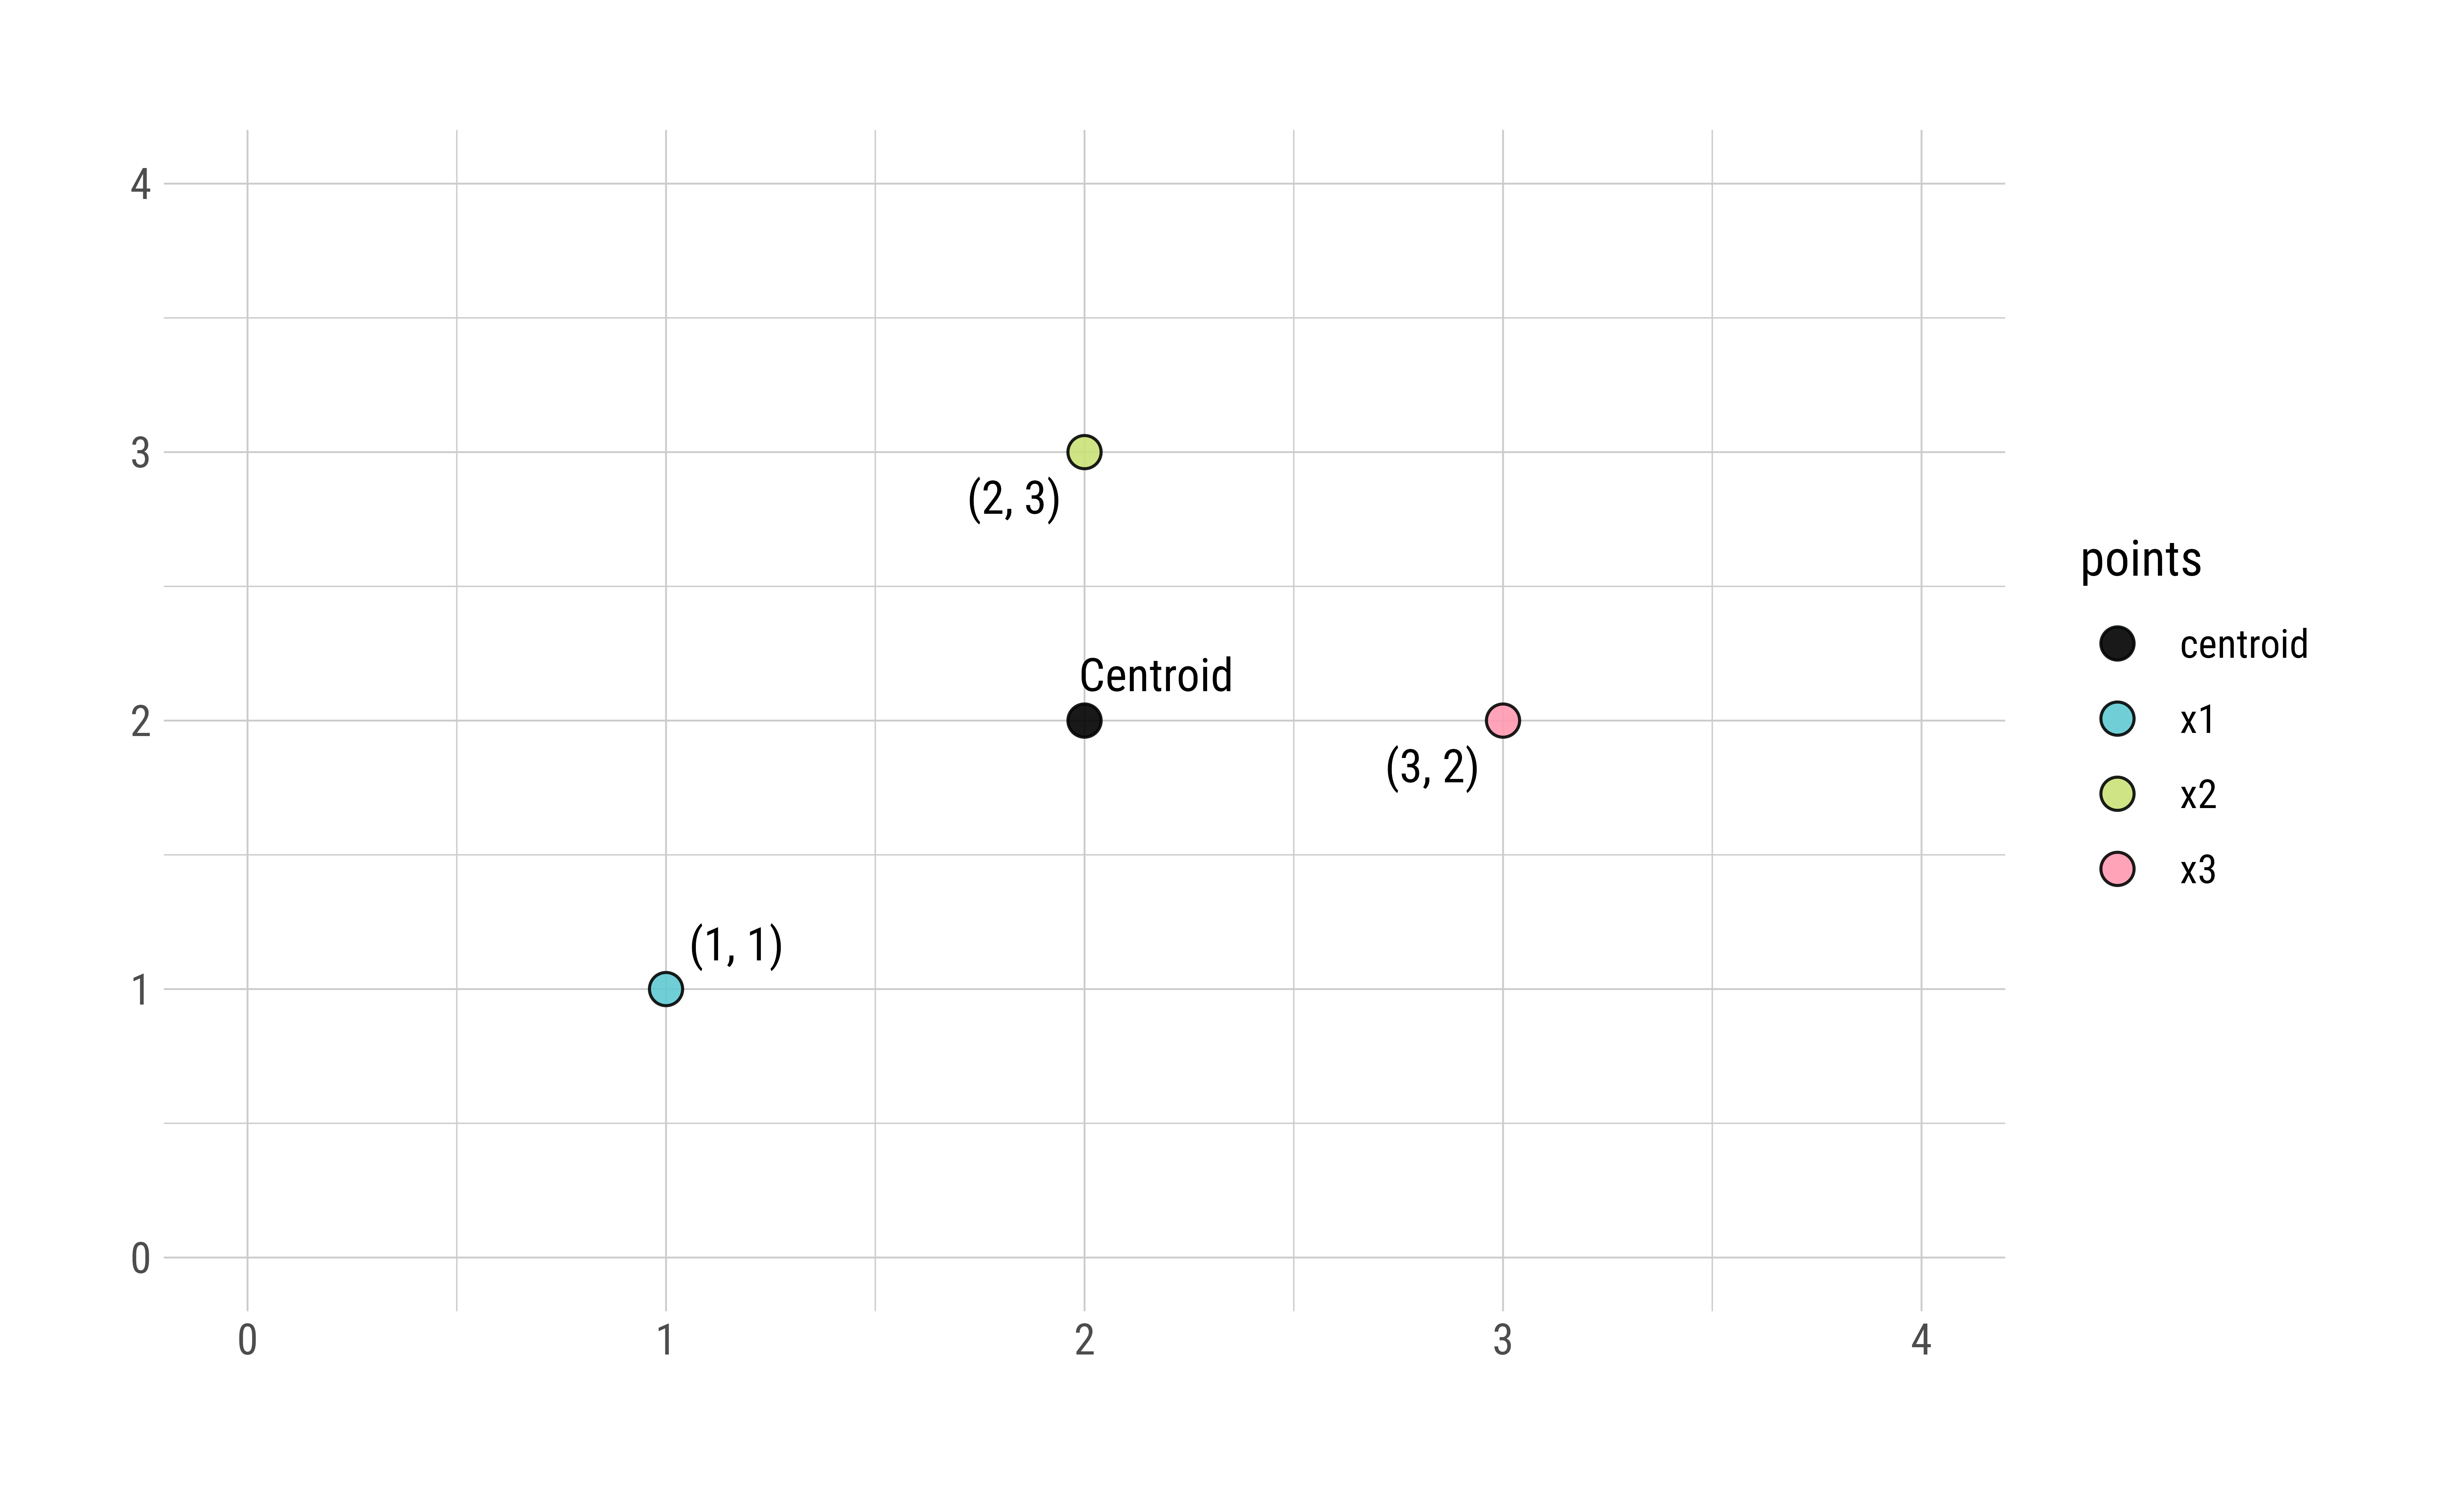 4
3
(2, 3)
points
centroid
Centroid
x1
2
(3, 2)
x2
x3
(1, 1)
1
0
0 1 2 3 4